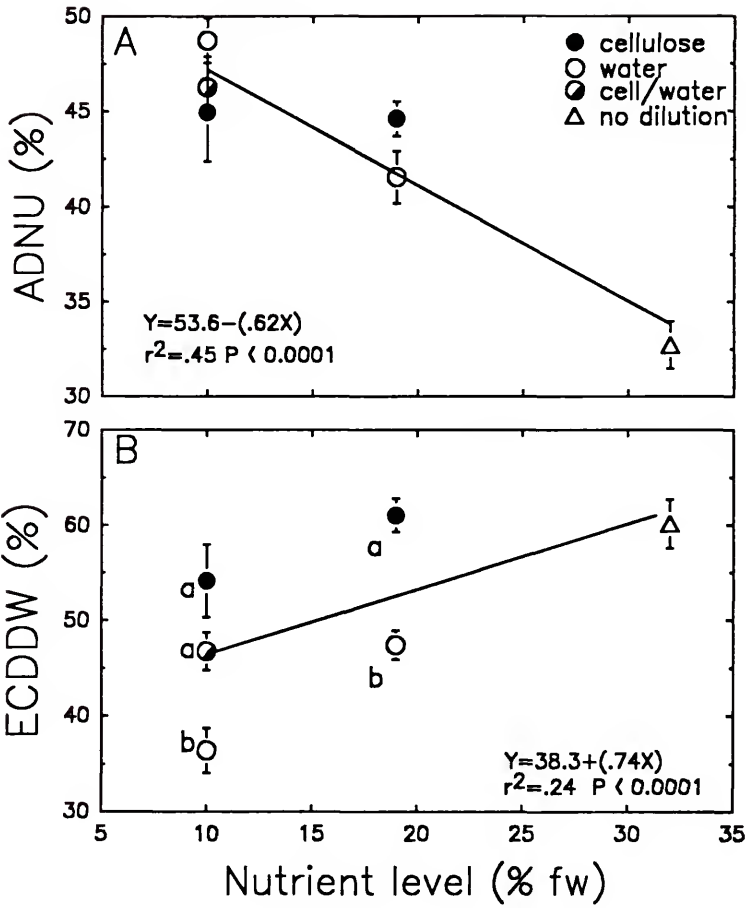 A
cellulose
water
cell/water
no dilution
ADNU (%)
50
45
40
35
30
Y=53.6-(.62X)
r²=.45 P < 0.0001
B
ECDDW (%)
70
60
50
40
30
a
a
b
a
b
Y=38.3+(.74X)
r²=.24 P < 0.0001
5 10 15 20 25 30 35
Nutrient level (% fw)